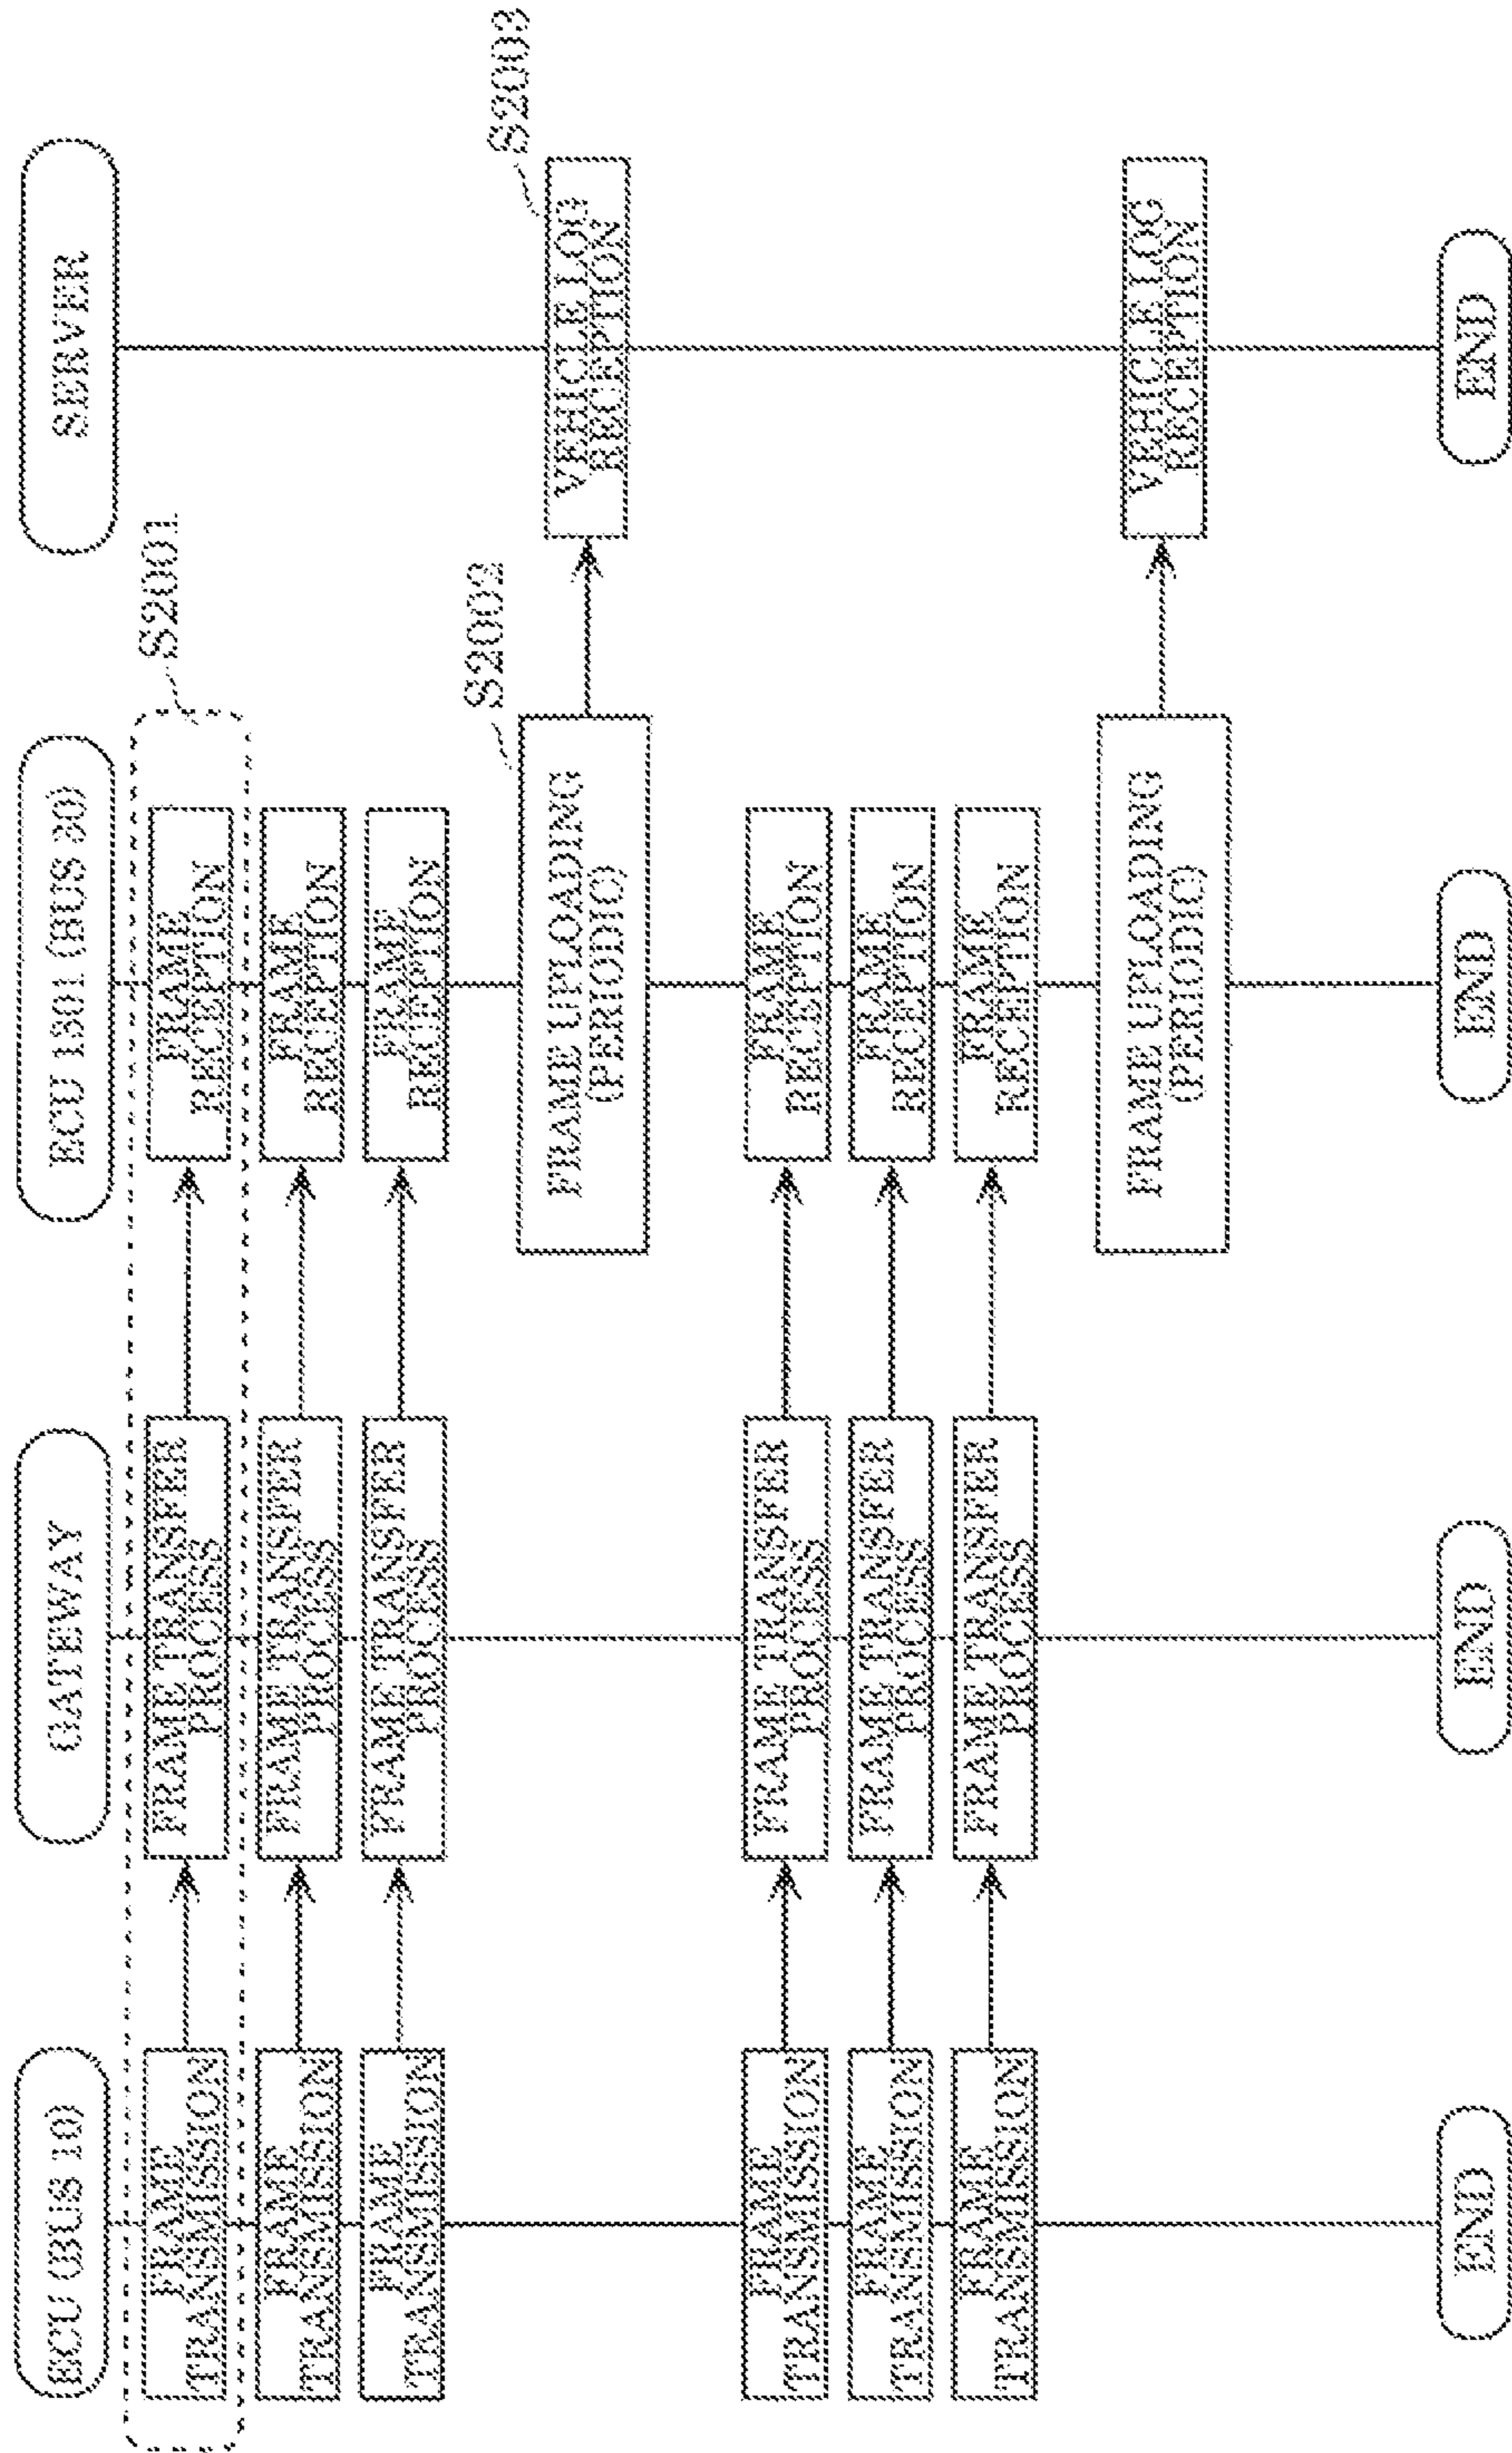 ECU (BUS 10)
GATEWAY
ECU 1301 (BUS 30)
SERVER
S2001
FRAME
TRANSMISSION
FRAME TRANSFER
PROCESS
FRAME
RECEPTION
FRAME
TRANSMISSION
FRAME TRANSFER
PROCESS
FRAME
RECEPTION
FRAME
TRANSMISSION
FRAME TRANSFER
PROCESS
FRAME
RECEPTION
S2002
S2003
FRAME UPLOADING
(PERIODIC)
VEHICLE LOG
RECEPTION
FRAME
TRANSMISSION
FRAME TRANSFER
PROCESS
FRAME
RECEPTION
FRAME
TRANSMISSION
FRAME TRANSFER
PROCESS
FRAME
RECEPTION
FRAME
TRANSMISSION
FRAME TRANSFER
PROCESS
FRAME
RECEPTION
FRAME UPLOADING
(PERIODIC)
VEHICLE LOG
RECEPTION
END
END
END
END